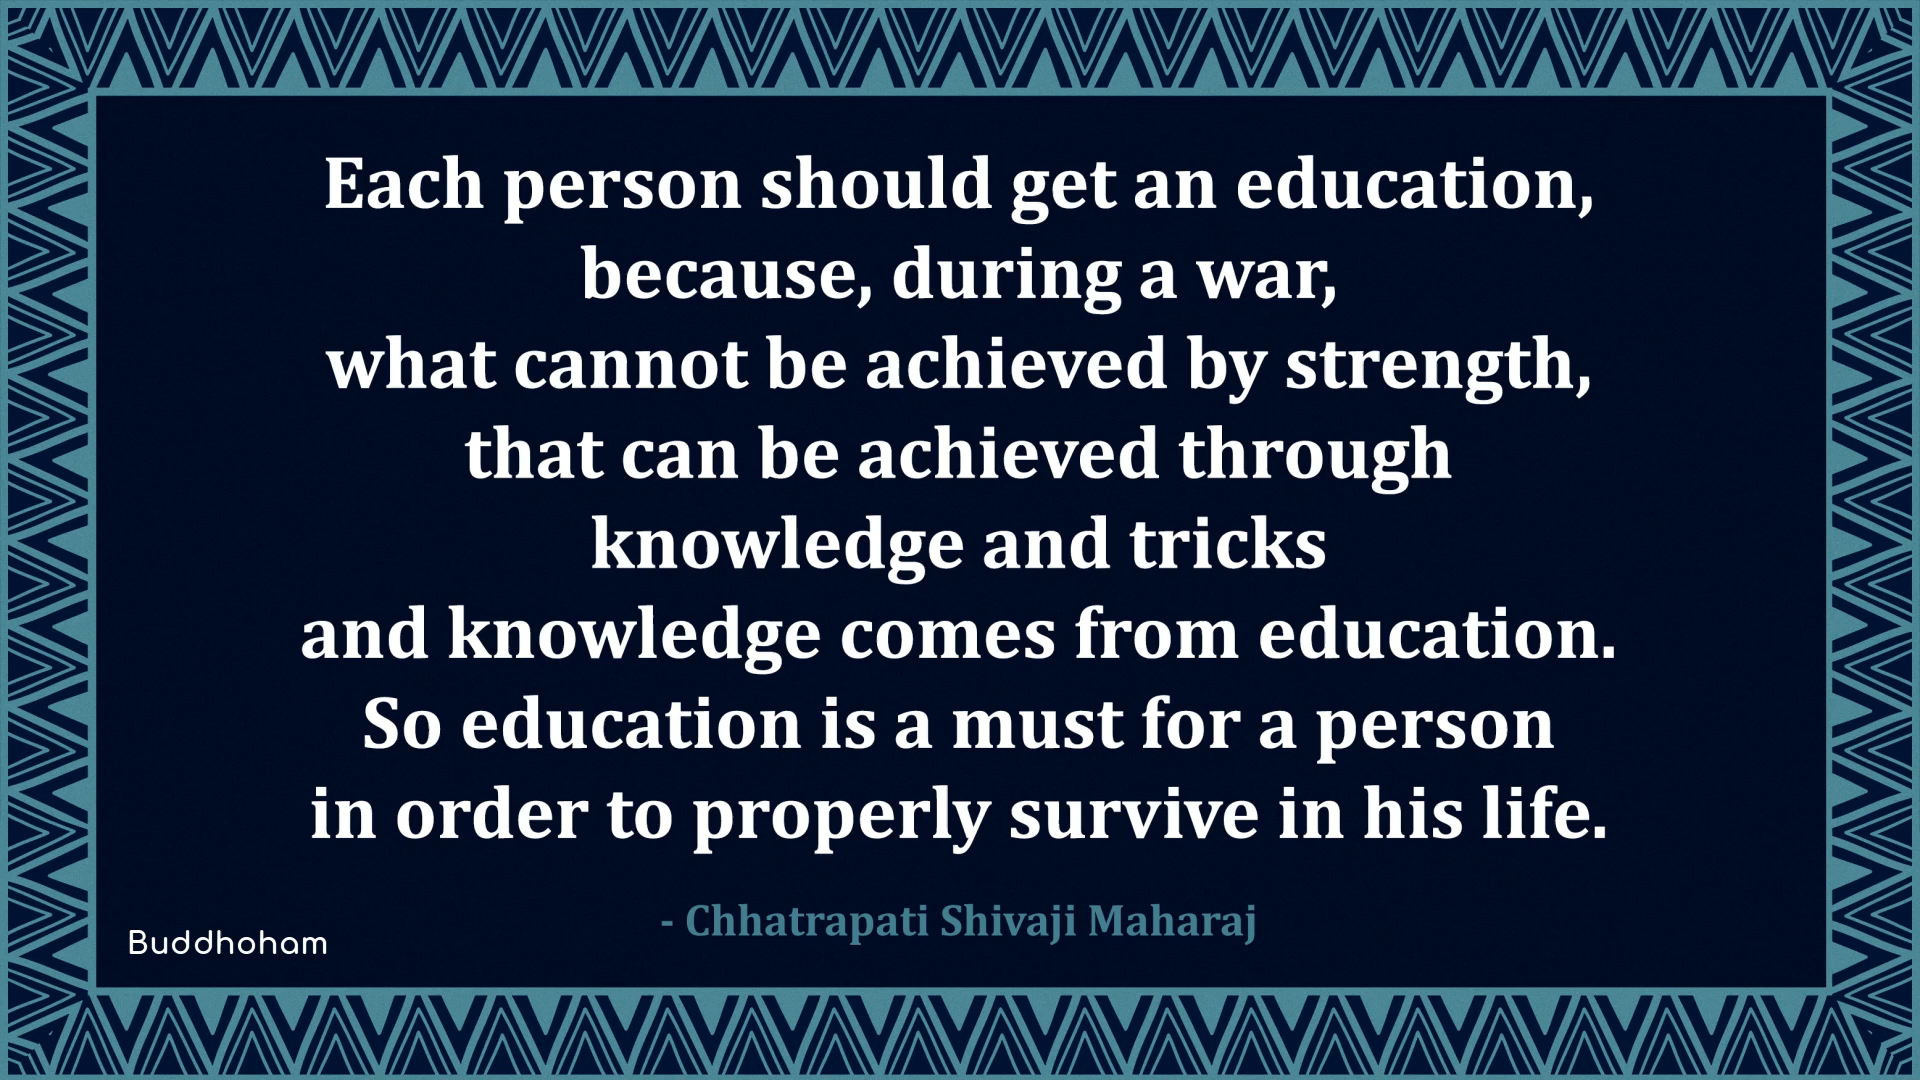 Each person should get an education,
because, during a war,
what cannot be achieved by strength,
that can be achieved through
knowledge and tricks
and knowledge comes from education.
So education is a must for a person
in order to properly survive in his life.
- Chhatrapati Shivaji Maharaj
Buddhoham